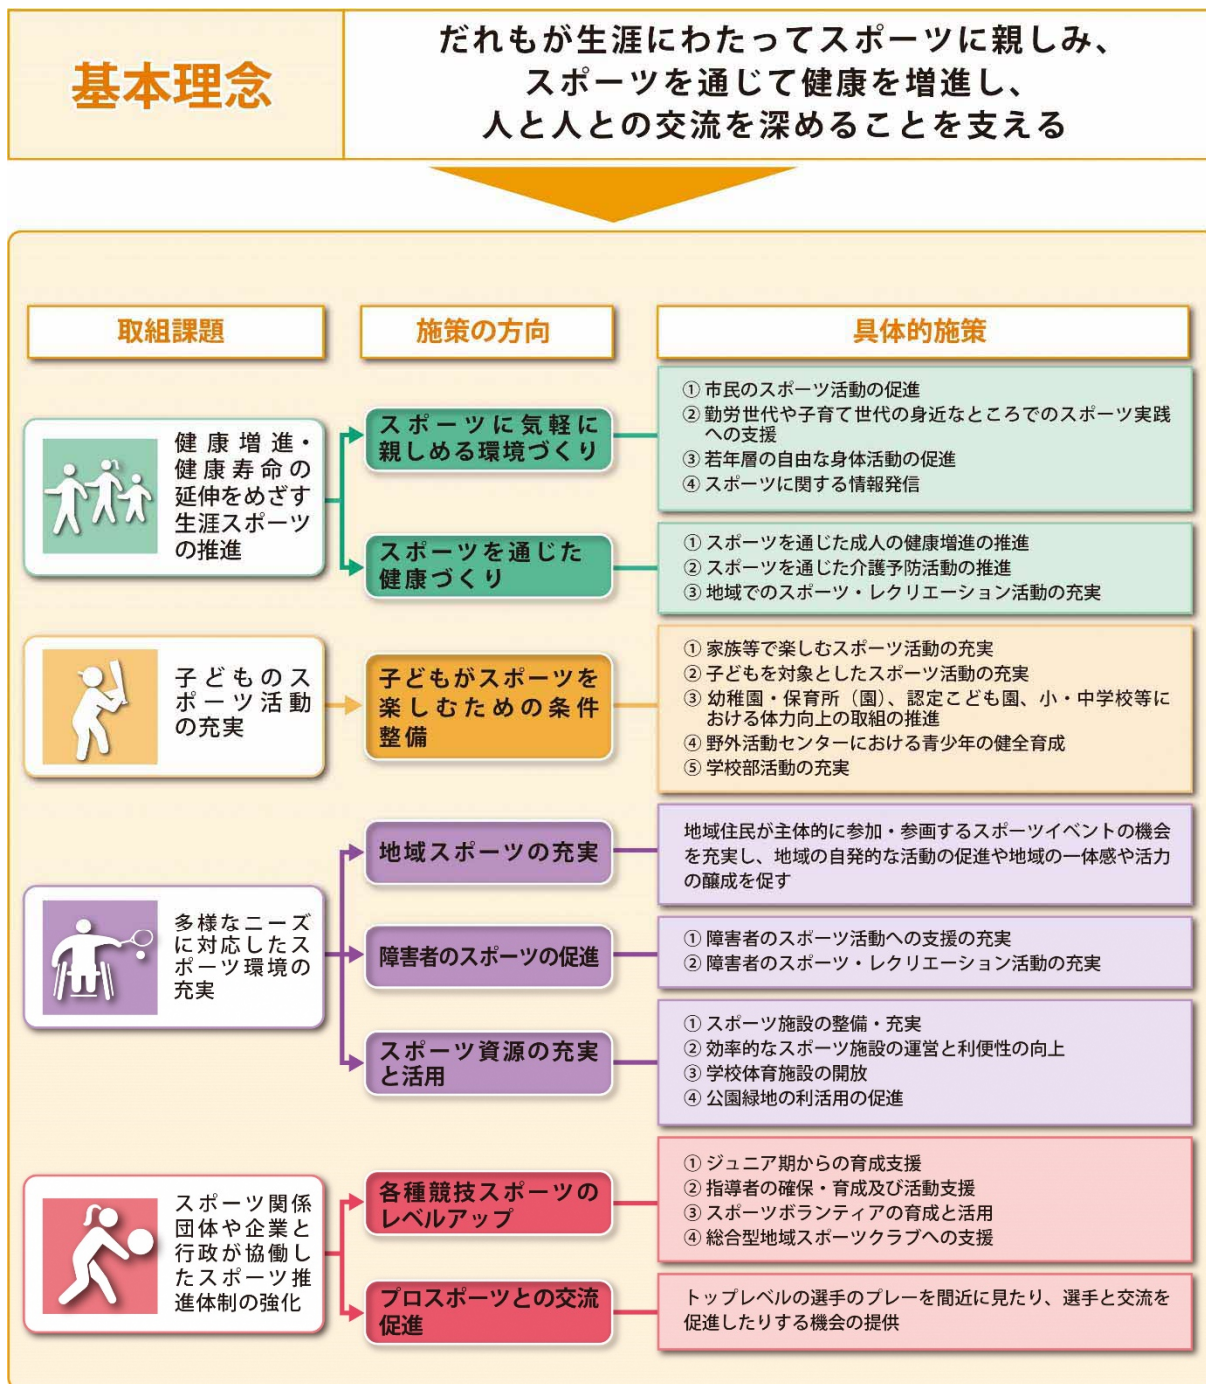 基本理念
だれもが生涯にわたってスポーツに親しみ、
スポーツを通じて健康を増進し、
人と人との交流を深めることを支える
取組課題
施策の方向
具体的施策
健康増進・
健康寿命の
延伸をめざす
生涯スポーツ
の推進
スポーツに気軽に
親しめる環境づくり
① 市民のスポーツ活動の促進
② 勤労世代や子育て世代の身近なところでのスポーツ実践
への支援
③ 若年層の自由な身体活動の促進
④ スポーツに関する情報発信
スポーツを通じた
健康づくり
① スポーツを通じた成人の健康増進の推進
② スポーツを通じた介護予防活動の推進
③ 地域でのスポーツ・レクリエーション活動の充実
子どものス
ポーツ活動
の充実
子どもがスポーツを
楽しむための条件
整備
① 家族等で楽しむスポーツ活動の充実
② 子どもを対象としたスポーツ活動の充実
③ 幼稚園・保育所（園）、認定こども園、小・中学校等に
おける体力向上の取組の推進
④ 野外活動センターにおける青少年の健全育成
⑤ 学校部活動の充実
多様なニーズ
に対応したス
ポーツ環境の
充実
地域スポーツの充実
地域住民が主体的に参加・参画するスポーツイベントの機会
を充実し、地域の自発的な活動の促進や地域の一体感や活力
の醸成を促す
障害者のスポーツの促進
① 障害者のスポーツ活動への支援の充実
② 障害者のスポーツ・レクリエーション活動の充実
スポーツ資源の充実
と活用
① スポーツ施設の整備・充実
② 効率的なスポーツ施設の運営と利便性の向上
③ 学校体育施設の開放
④ 公園緑地の利活用の促進
スポーツ関係
団体や企業と
行政が協働し
たスポーツ推
進体制の強化
各種競技スポーツの
レベルアップ
① ジュニア期からの育成支援
② 指導者の確保・育成及び活動支援
③ スポーツボランティアの育成と活用
④ 総合型地域スポーツクラブへの支援
プロスポーツとの交流
促進
トップレベルの選手のプレーを間近に見たり、選手と交流を
促進したりする機会の提供